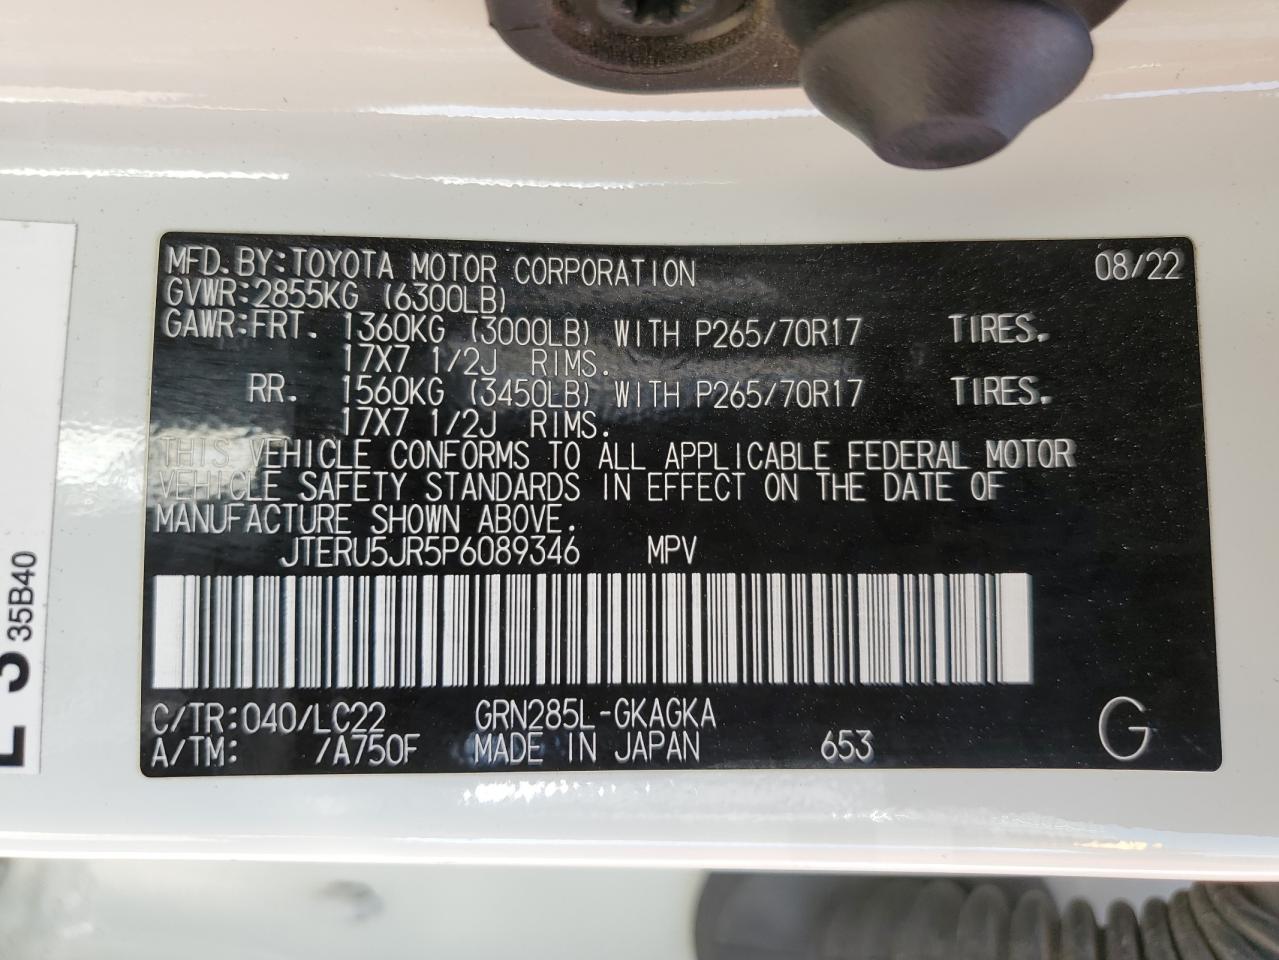 MFD.BY:TOYOTA MOTOR CORPORATION 08/22
GVWR:2855KG (6300LB)
GAWR:FRT. 1360KG (3000LB) WITH P265/70R17 TIRES.
17X7 1/2J RIMS.
RR. 1560KG (3450LB) WITH P265/70R17 TIRES.
17X7 1/2J RIMS.
THIS VEHICLE CONFORMS TO ALL APPLICABLE FEDERAL MOTOR
VEHICLE SAFETY STANDARDS IN EFFECT ON THE DATE OF
MANUFACTURE SHOWN ABOVE.
JTERU5JR5P6089346 MPV
C/TR:040/LC22 GRN285L-GKAGKA
A/TM: /A750F MADE IN JAPAN 653 G
35B40